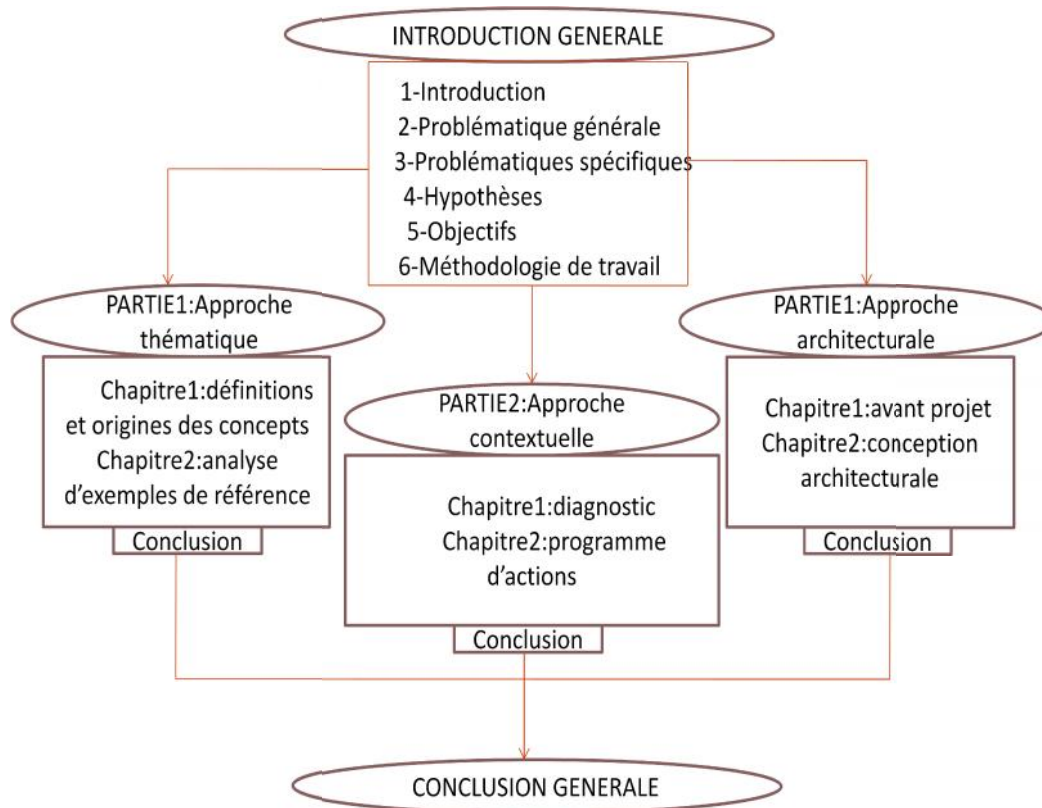 INTRODUCTION GENERALE
1-Introduction
2-Problématique générale
3-Problématiques spécifiques
4-Hypothèses
5-Objectifs
6-Méthodologie de travail
PARTIE1:Approche
thématique
Chapitre1:définitions
et origines des concepts
Chapitre2:analyse
d’exemples de référence
Conclusion
PARTIE2:Approche
contextuelle
Chapitre1:diagnostic
Chapitre2:programme
d’actions
Conclusion
PARTIE1:Approche
architecturale
Chapitre1:avant projet
Chapitre2:conception
architecturale
Conclusion
CONCLUSION GENERALE